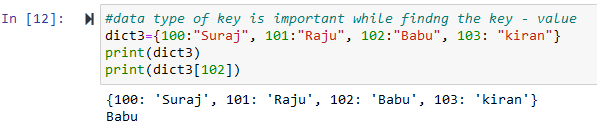 In [12]:
#data type of key is important while findng the key - value
dict3={100:"Suraj", 101:"Raju", 102:"Babu", 103: "kiran"}
print(dict3)
print(dict3[102])
{100: 'Suraj', 101: 'Raju', 102: 'Babu', 103: 'kiran'}
Babu